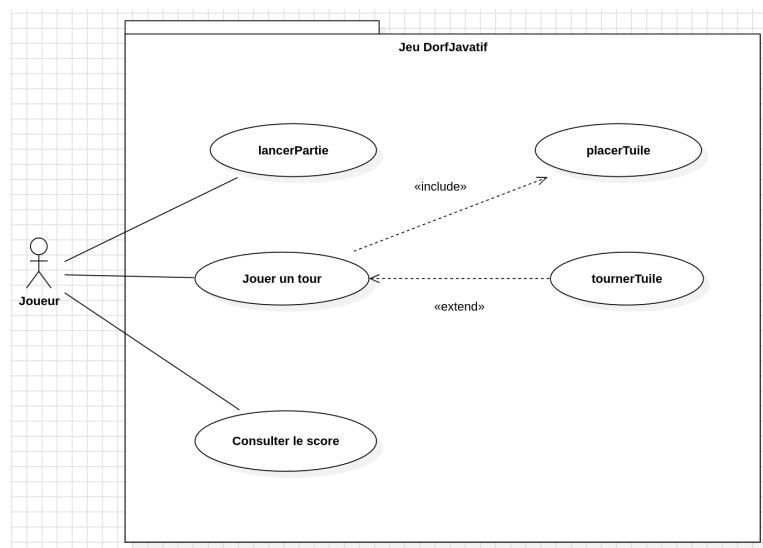 Jeu DorfJavatif
lancerPartie
placerTuile
«include»
Jouer un tour
tournerTuile
Joueur
«extend»
Consulter le score